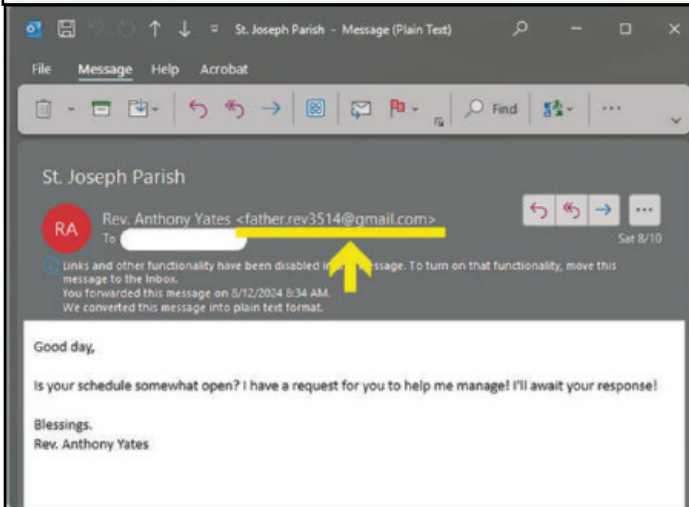 St. Joseph Parish - Message (Plain Text)
File Message Help Acrobat
Find
St. Joseph Parish
RA
Rev. Anthony Yates <father.rev3514@gmail.com>
To
Sat 8/10
Links and other functionality have been disabled in message. To turn on that functionality, move this
message to the Inbox.
You forwarded this message on 8/12/2024 8:34 AM.
We converted this message into plain text format.
Good day,
Is your schedule somewhat open? I have a request for you to help me manage! I'll await your response!
Blessings.
Rev. Anthony Yates